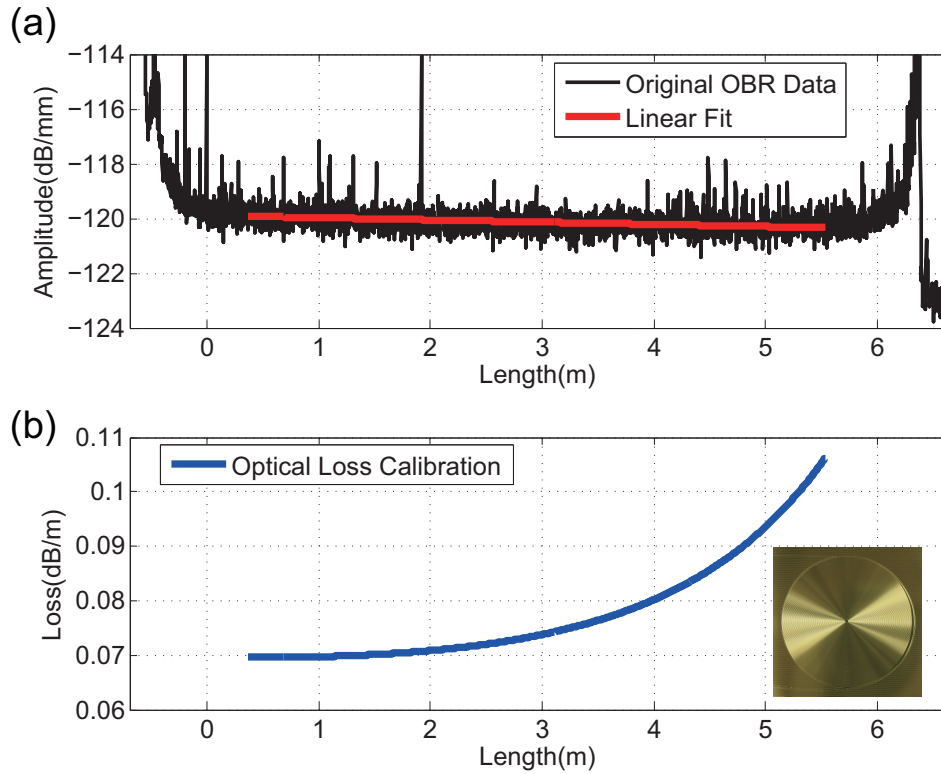 (a)
−114
−116
−118
−120
−122
−124
Amplitude(dB/mm)
Original OBR Data
Linear Fit
0 1 2 3 4 5 6
Length(m)
(b)
0.11
0.1
0.09
0.08
0.07
0.06
Loss(dB/m)
Optical Loss Calibration
0 1 2 3 4 5 6
Length(m)